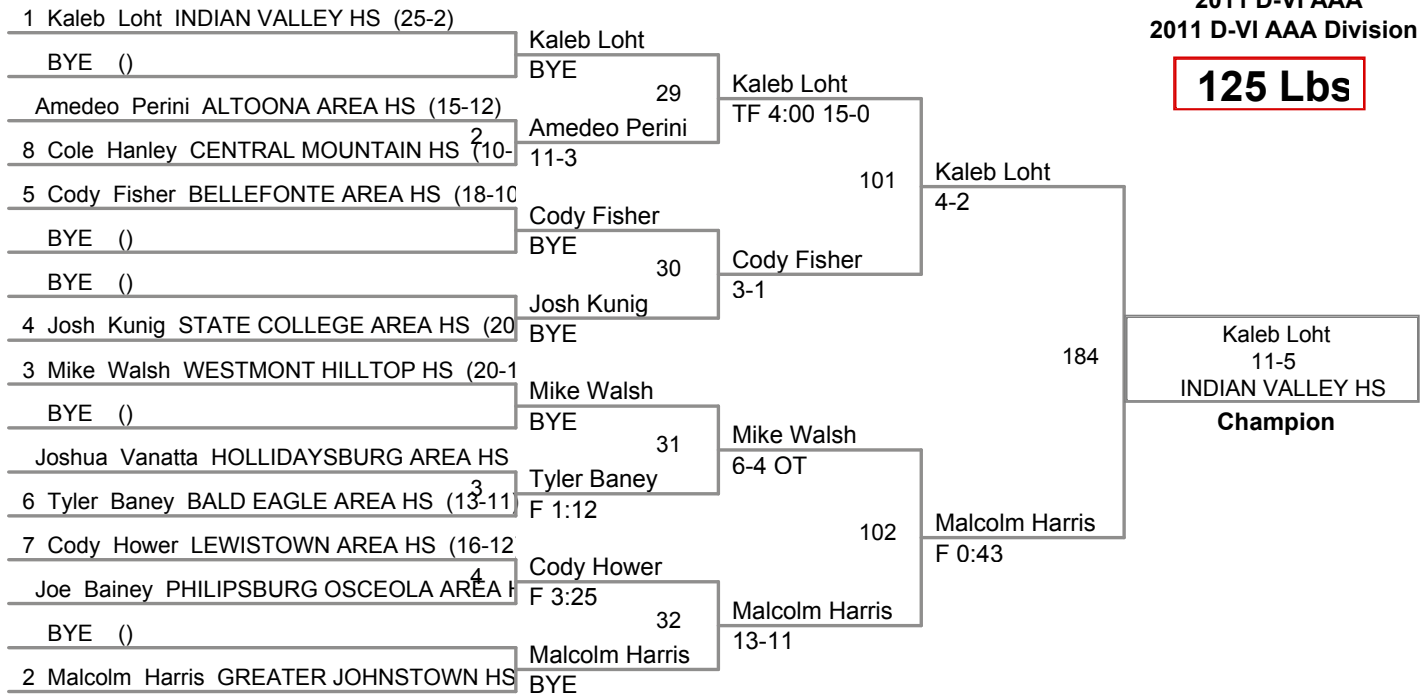 2011 D-VI AAA
2011 D-VI AAA Division
125 Lbs
1 Kaleb Loht INDIAN VALLEY HS (25-2)
BYE ()
Amedeo Perini ALTOONA AREA HS (15-12)
2
8 Cole Hanley CENTRAL MOUNTAIN HS (10-
5 Cody Fisher BELLEFONTE AREA HS (18-10
BYE ()
BYE ()
4 Josh Kunig STATE COLLEGE AREA HS (20
3 Mike Walsh WESTMONT HILLTOP HS (20-1
BYE ()
Joshua Vanatta HOLLIDAYSBURG AREA HS
3
6 Tyler Baney BALD EAGLE AREA HS (13-11)
7 Cody Hower LEWISTOWN AREA HS (16-12
4
Joe Bainey PHILIPSBURG OSCEOLA AREA H
BYE ()
2 Malcolm Harris GREATER JOHNSTOWN HS
Kaleb Loht
BYE
29
Amedeo Perini
11-3
Cody Fisher
BYE
30
Josh Kunig
BYE
Mike Walsh
BYE
31
Tyler Baney
F 1:12
Cody Hower
F 3:25
32
Malcolm Harris
BYE
Kaleb Loht
TF 4:00 15-0
101
Cody Fisher
3-1
Mike Walsh
6-4 OT
102
Malcolm Harris
13-11
Kaleb Loht
4-2
184
Malcolm Harris
F 0:43
Kaleb Loht
11-5
INDIAN VALLEY HS
Champion